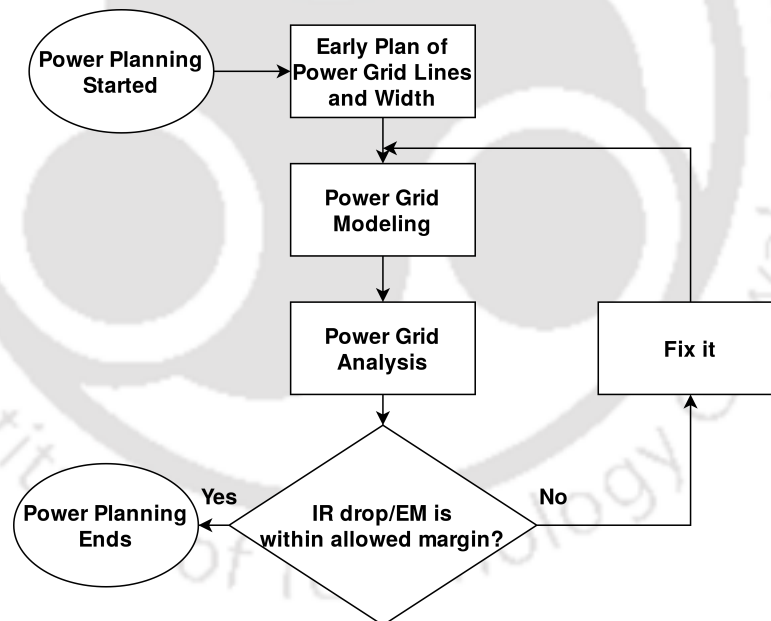 Power Planning
Started
Early Plan of
Power Grid Lines
and Width
Power Grid
Modeling
Power Grid
Analysis
Fix it
Yes
No
Power Planning
Ends
IR drop/EM is
within allowed margin?